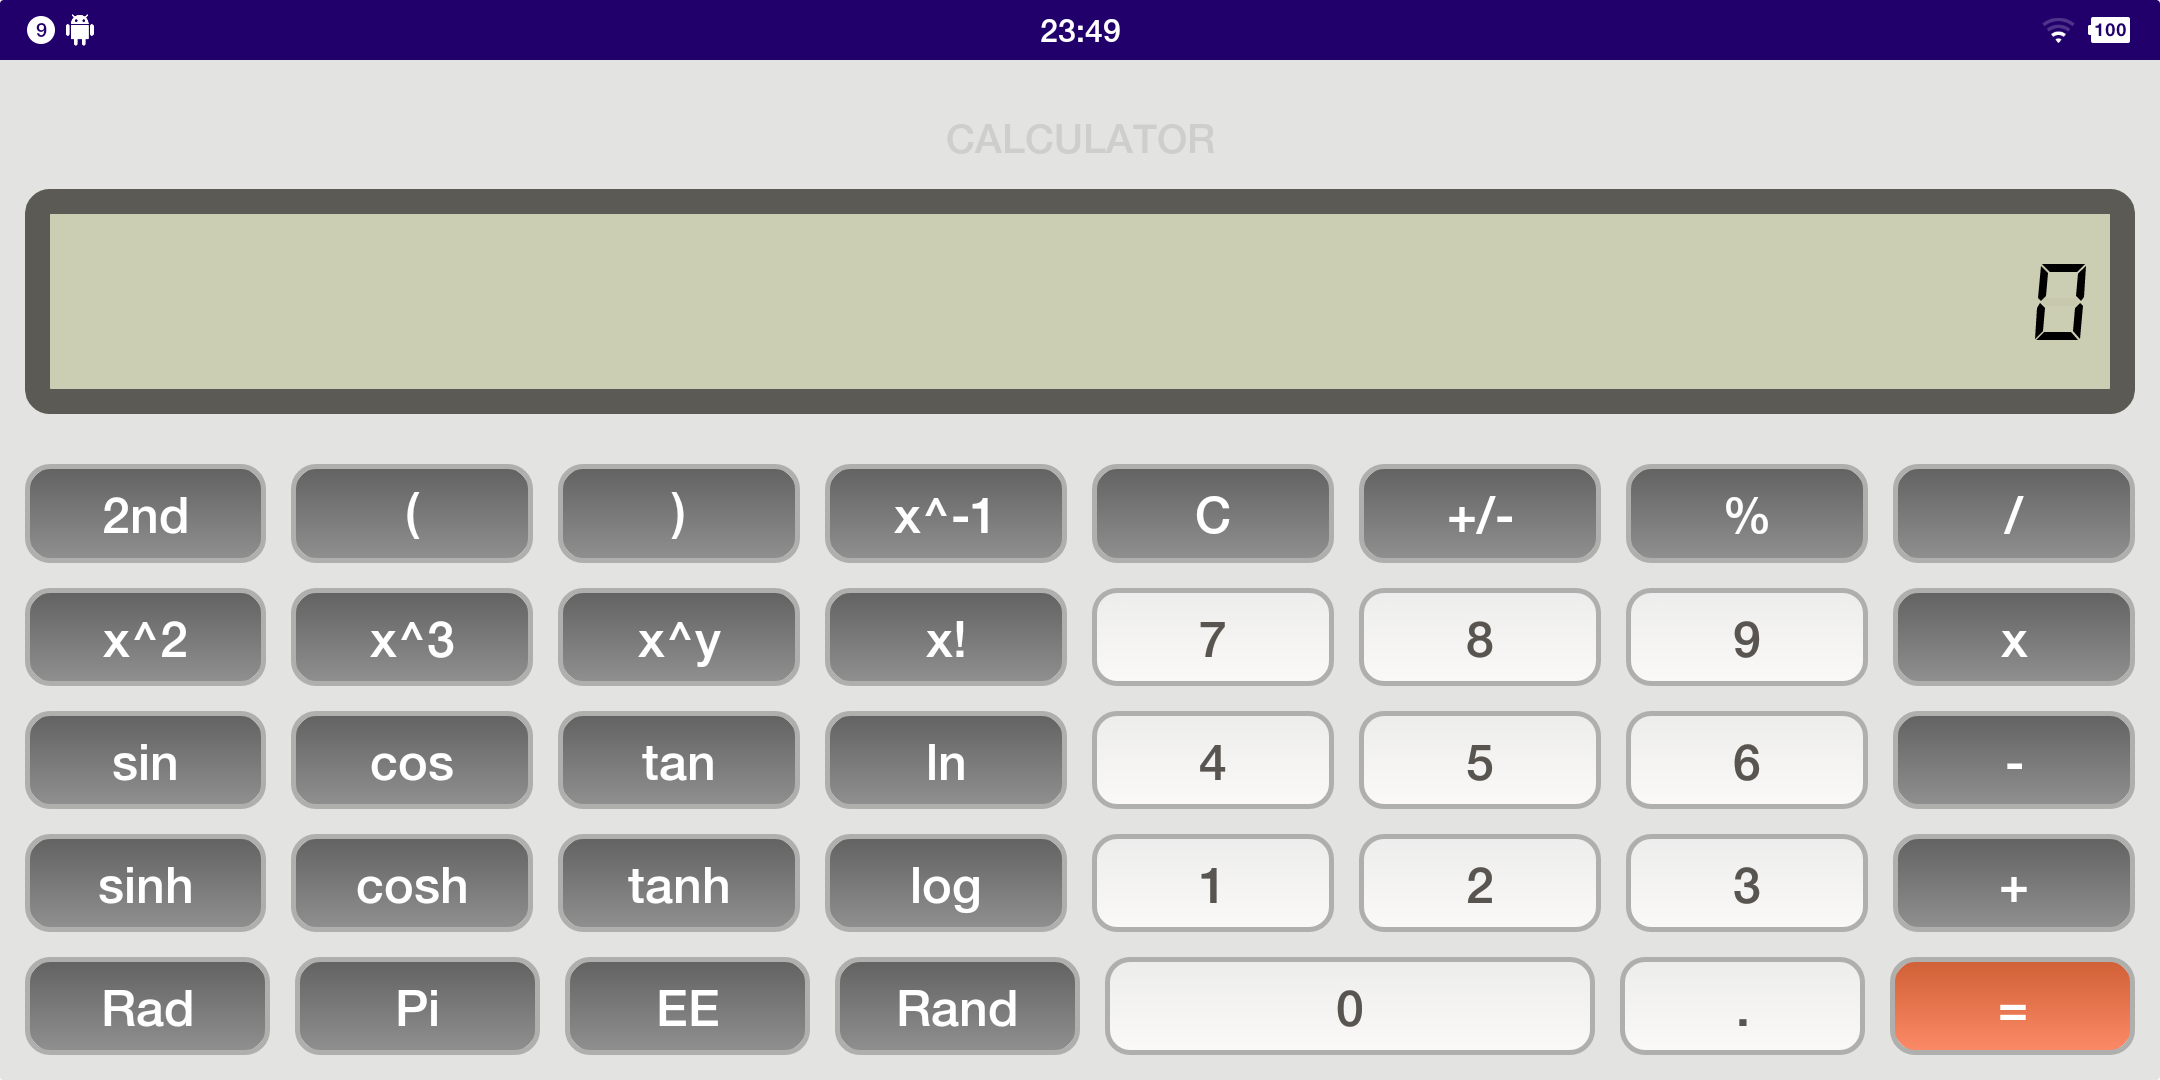 9 23:49 100
CALCULATOR
0
2nd ( ) x^-1 C +/- % /
x^2 x^3 x^y x! 7 8 9 x
sin cos tan ln 4 5 6 -
sinh cosh tanh log 1 2 3 +
Rad Pi EE Rand 0 . =